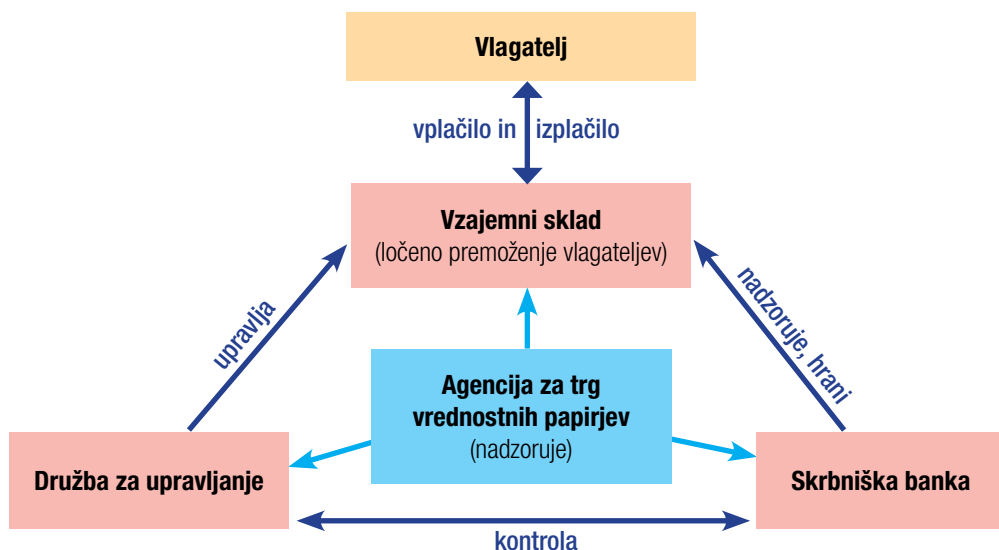 Vlagatelj
vplačilo in izplačilo
Vzajemni sklad
(ločeno premoženje vlagateljev)
upravlja
nadzoruje, hrani
Agencija za trg
vrednostnih papirjev
(nadzoruje)
Družba za upravljanje
Skrbniška banka
kontrola